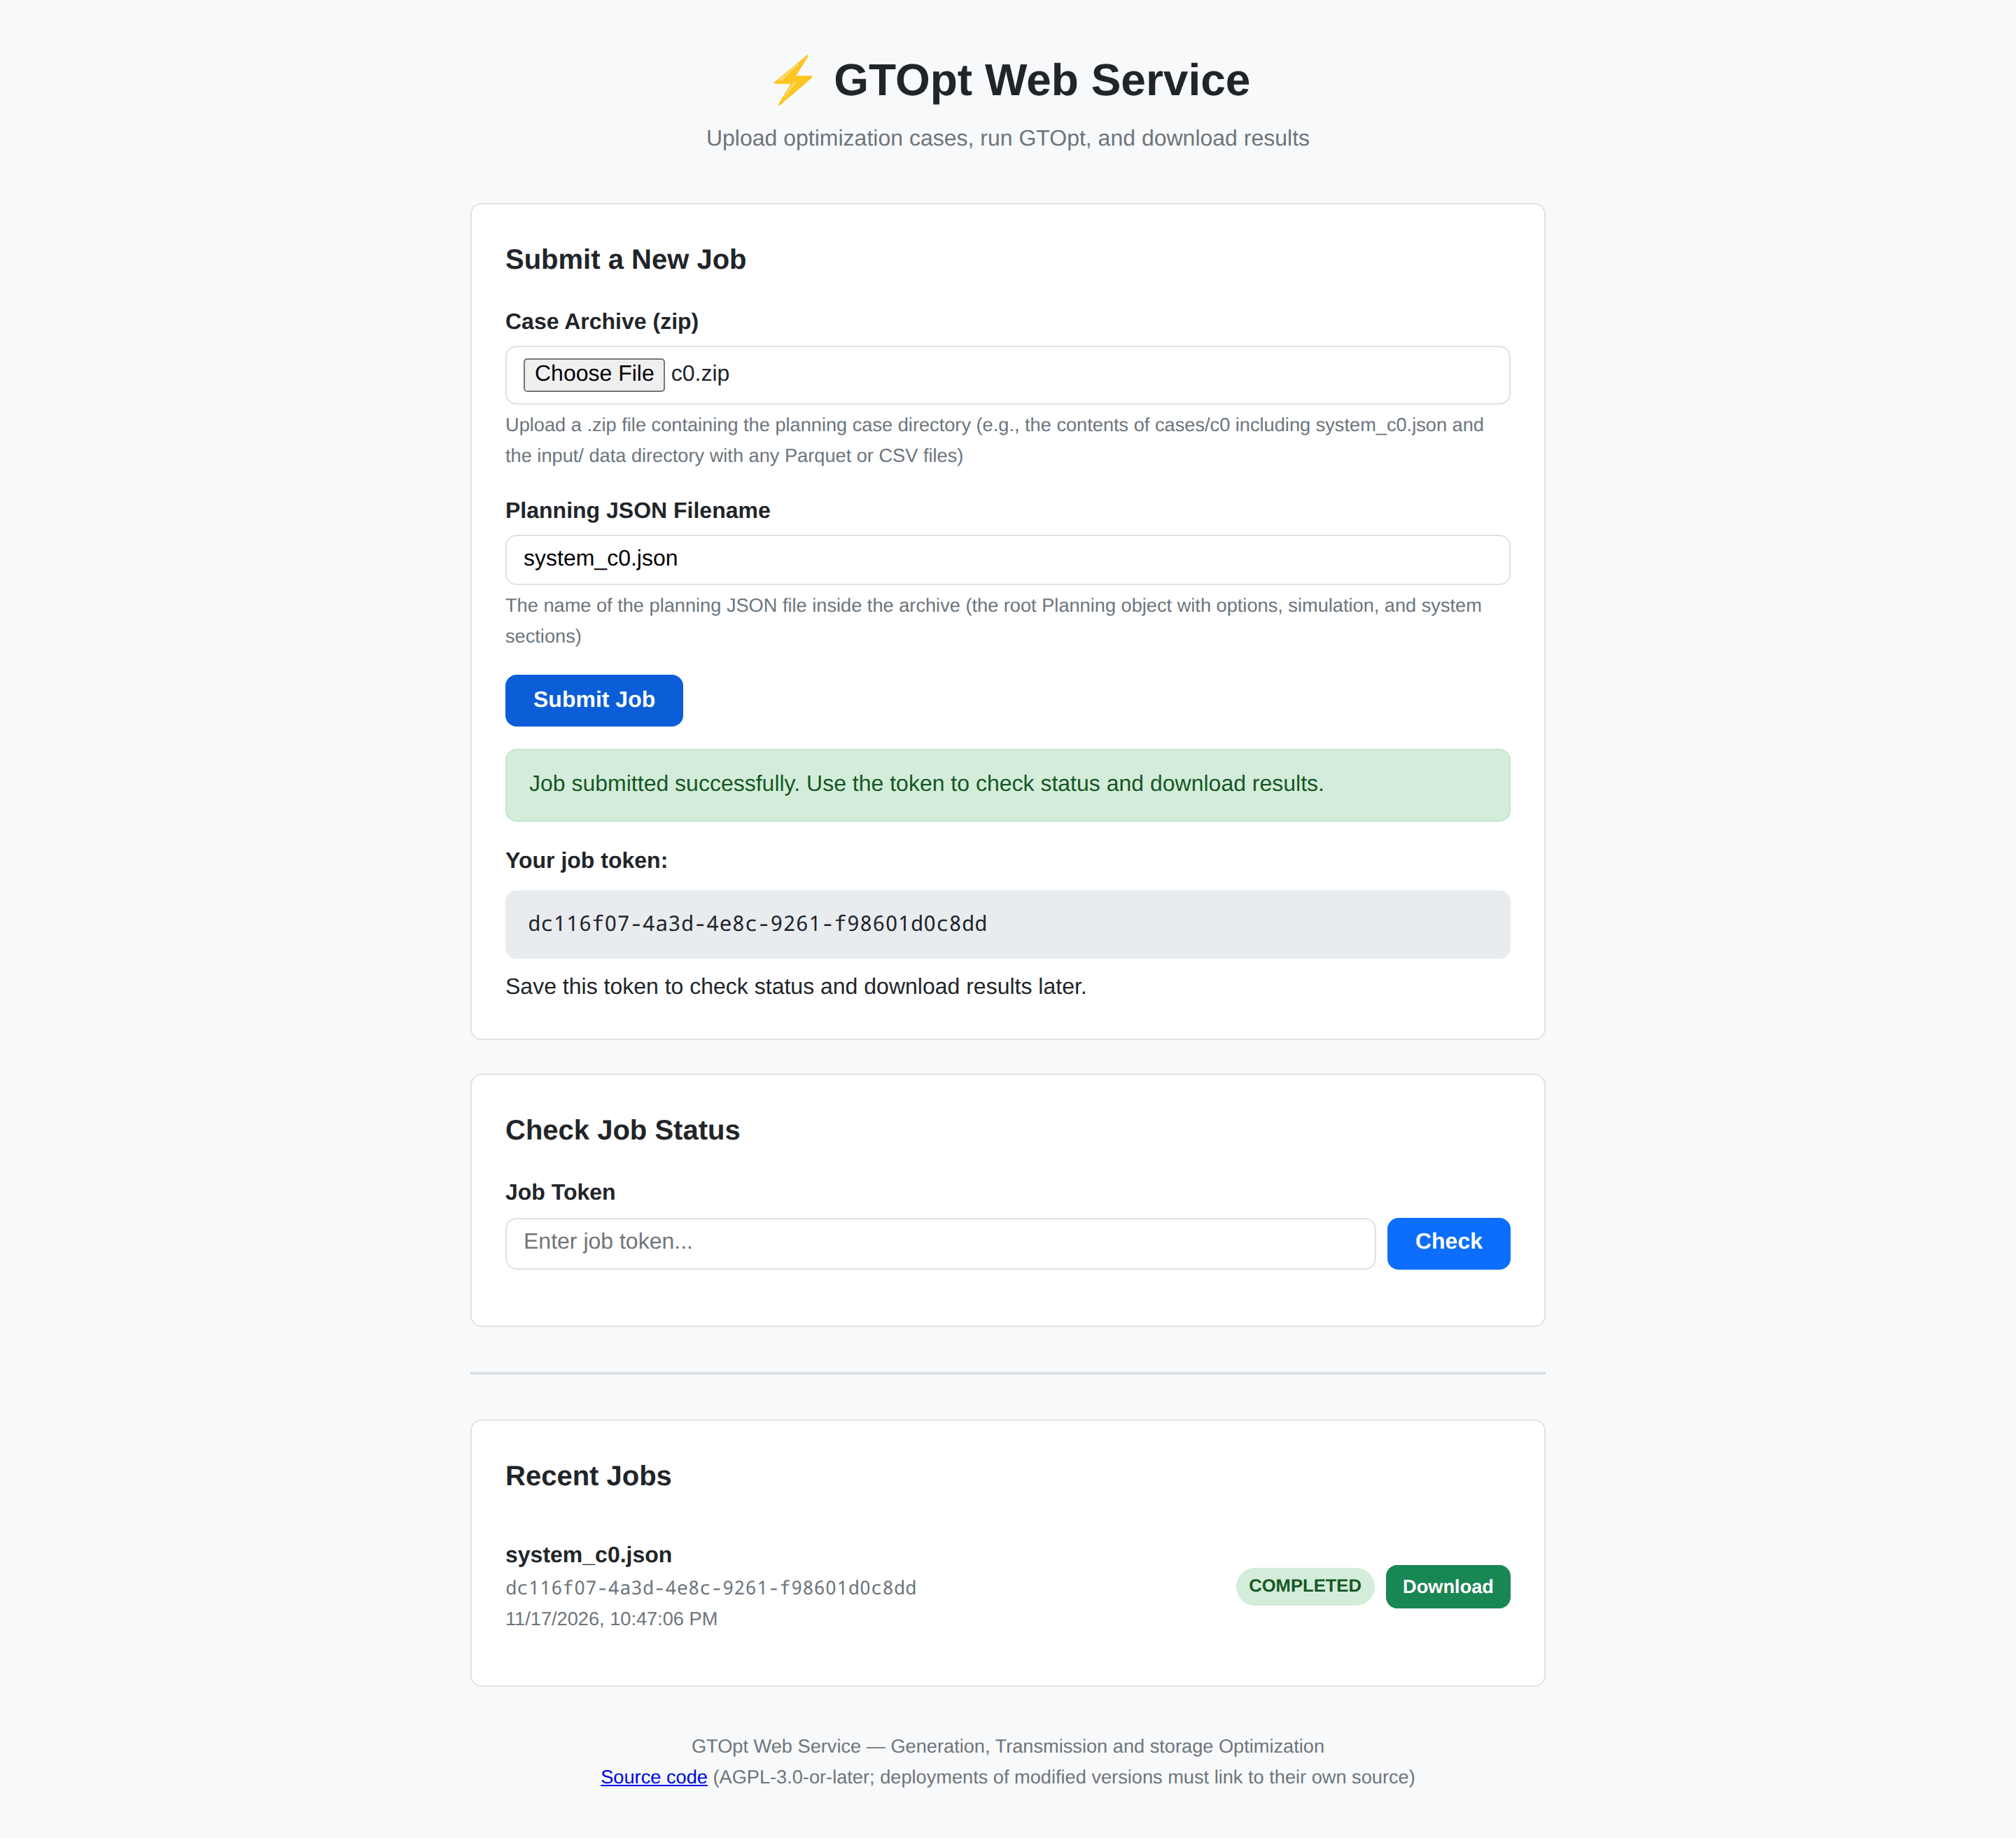 ⚡ GTOpt Web Service
Upload optimization cases, run GTOpt, and download results
Submit a New Job
Case Archive (zip)
Choose File c0.zip
Upload a .zip file containing the planning case directory (e.g., the contents of cases/c0 including system_c0.json and
the input/ data directory with any Parquet or CSV files)
Planning JSON Filename
system_c0.json
The name of the planning JSON file inside the archive (the root Planning object with options, simulation, and system
sections)
Submit Job
Job submitted successfully. Use the token to check status and download results.
Your job token:
dc116f07-4a3d-4e8c-9261-f98601d0c8dd
Save this token to check status and download results later.
Check Job Status
Job Token
Enter job token...
Check
Recent Jobs
system_c0.json
dc116f07-4a3d-4e8c-9261-f98601d0c8dd
11/17/2026, 10:47:06 PM
COMPLETED
Download
GTOpt Web Service — Generation, Transmission and storage Optimization
Source code (AGPL-3.0-or-later; deployments of modified versions must link to their own source)